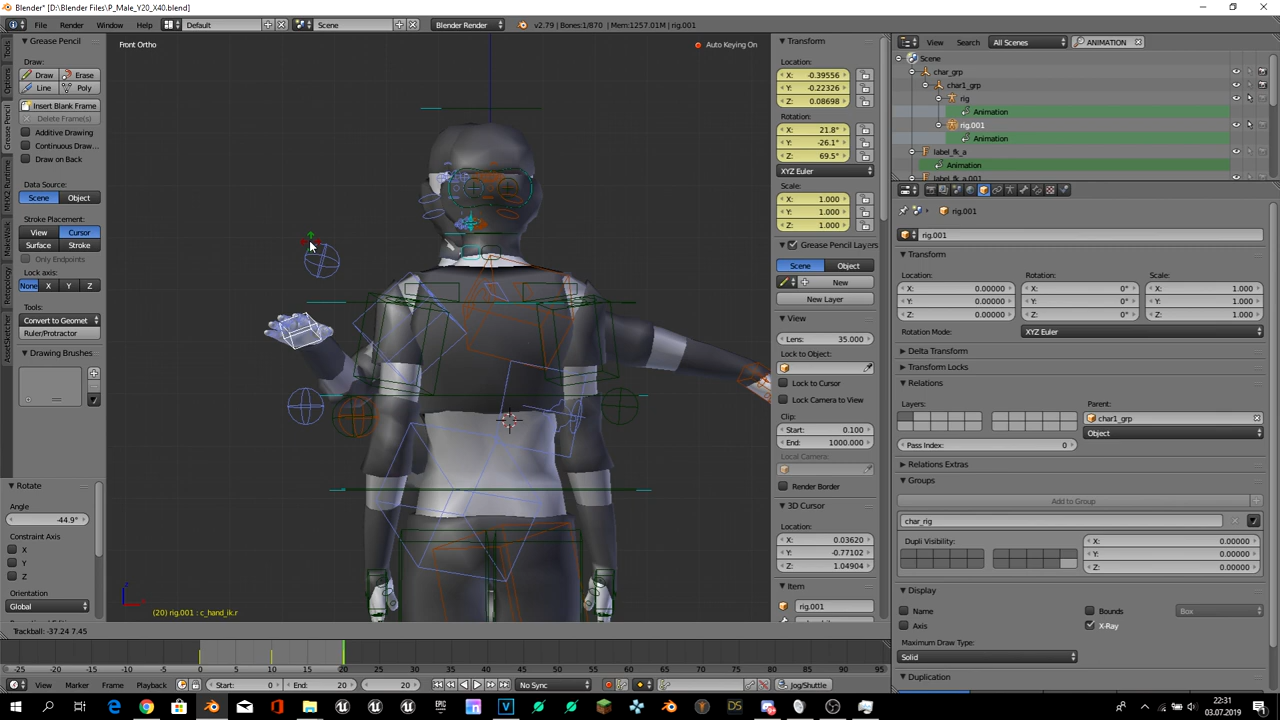 Blender* [D:\Blender Files\P_Male_Y20_X40.blend]
File Render Window Help Default Scene Blender Render v2.79 | Bones:1/870 | Mem:1257.01M | rig.001
Tools
Options
Grease Pencil
MHX2 Runtime
MakeWalk
Retopology
AssetSketcher
Grease Pencil
Draw:
Draw Erase
Line Poly
Insert Blank Frame
Delete Frame(s)
Additive Drawing
Continuous Draw...
Draw on Back
Data Source:
Scene Object
Stroke Placement:
View Cursor
Surface Stroke
Only Endpoints
Lock axis:
None X Y Z
Tools:
Convert to Geomet
Ruler/Protractor
Drawing Brushes
Rotate
Angle
-44.9°
Constraint Axis
X
Y
Z
Orientation
Global
Front Ortho
Auto Keying On
(20) rig.001 : c_hand_ik.r
Trackball: -37.24 7.45
Transform
Location:
X: -0.39556
Y: -0.22326
Z: 0.08698
Rotation:
X: 21.8°
Y: -26.1°
Z: 69.5°
XYZ Euler
Scale:
X: 1.000
Y: 1.000
Z: 1.000
Grease Pencil Layers
Scene Object
New
New Layer
View
Lens: 35.000
Lock to Object:
Lock to Cursor
Lock Camera to View
Clip:
Start: 0.100
End: 1000.000
Local Camera:
Render Border
3D Cursor
Location:
X: 0.03620
Y: -0.77102
Z: 1.04904
Item
rig.001
View Search All Scenes ANIMATION
Scene
char_grp
char1_grp
rig
Animation
rig.001
Animation
label_fk_a
Animation
label_fk_a.001
rig.001
rig.001
Transform
Location: Rotation: Scale:
X: 0.00000 X: 0° X: 1.000
Y: 0.00000 Y: 0° Y: 1.000
Z: 0.00000 Z: 0° Z: 1.000
Rotation Mode: XYZ Euler
Delta Transform
Transform Locks
Relations
Layers: Parent:
char1_grp
Object
Pass Index: 0
Relations Extras
Groups
Add to Group
char_rig
Dupli Visibility: X: 0.00000
Y: 0.00000
Z: 0.00000
Display
Name Bounds Box
Axis X-Ray
Maximum Draw Type:
Solid
Duplication
-25 -20 -15 -10 -5 0 5 10 15 20 25 30 35 40 45 50 55 60 65 70 75 80 85 90 95
View Marker Frame Playback Start: 0 End: 20 20 No Sync Jog/Shuttle
22:31
03.07.2019